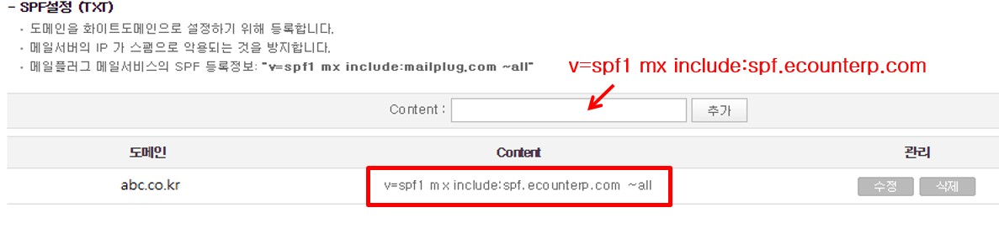 - SPF설정 (TXT)
· 도메인을 화이트도메인으로 설정하기 위해 등록합니다.
· 메일서버의 IP 가 스팸으로 악용되는 것을 방지합니다.
· 메일플러그 메일서비스의 SPF 등록정보: "v=spf1 mx include:mailplug.com ~all"
v=spf1 mx include:spf.ecounterp.com
Content : 추가
도메인 Content 관리
abc.co.kr v=spf1 mx include:spf.ecounterp.com ~all 수정 삭제